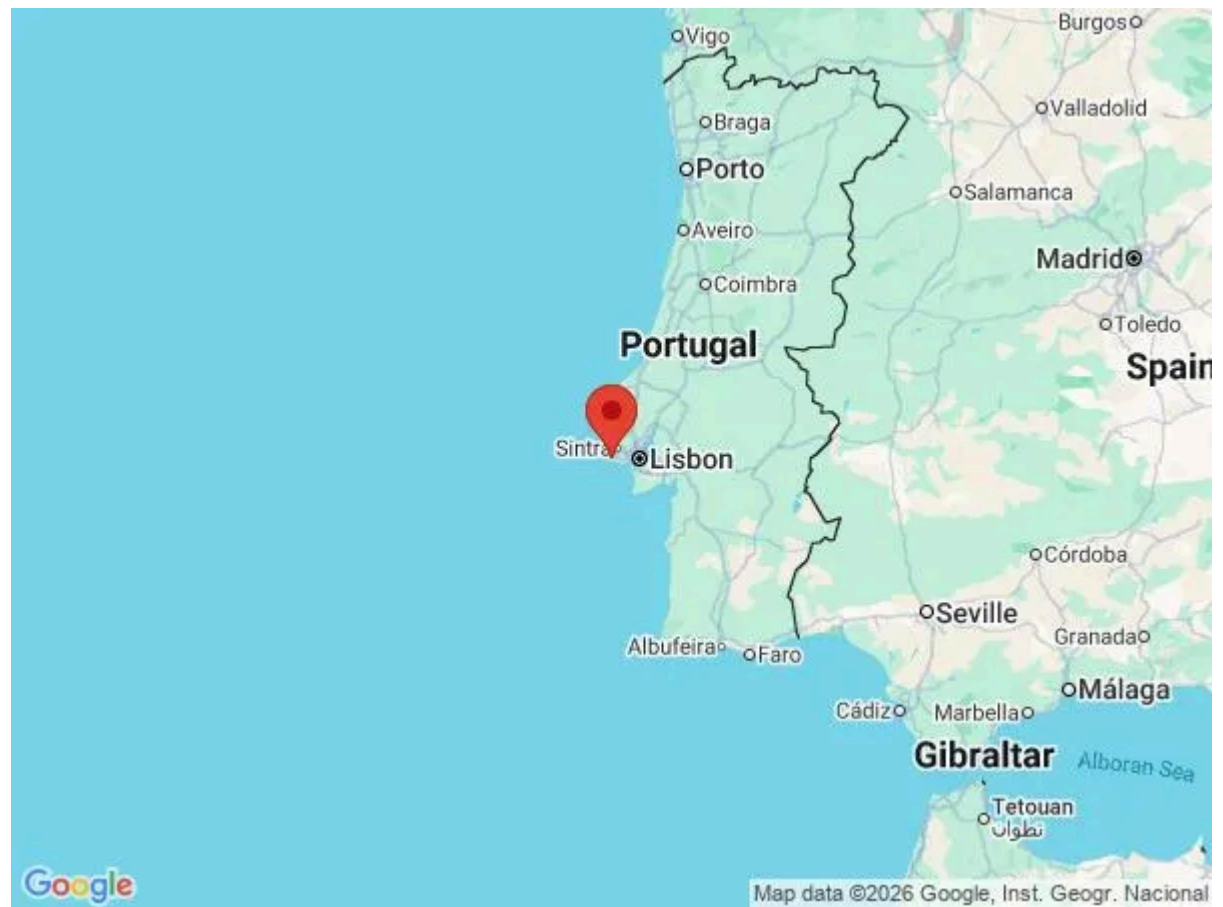 Burgos
Vigo
Valladolid
Braga
Porto
Salamanca
Aveiro
Madrid
Coimbra
Toledo
Portugal
Spain
Sintra
Lisbon
Córdoba
Seville
Granada
Albufeira
Faro
Málaga
Cádiz
Marbella
Gibraltar
Alboran Sea
Tetouan
تطوان
Google
Map data ©2026 Google, Inst. Geogr. Nacional